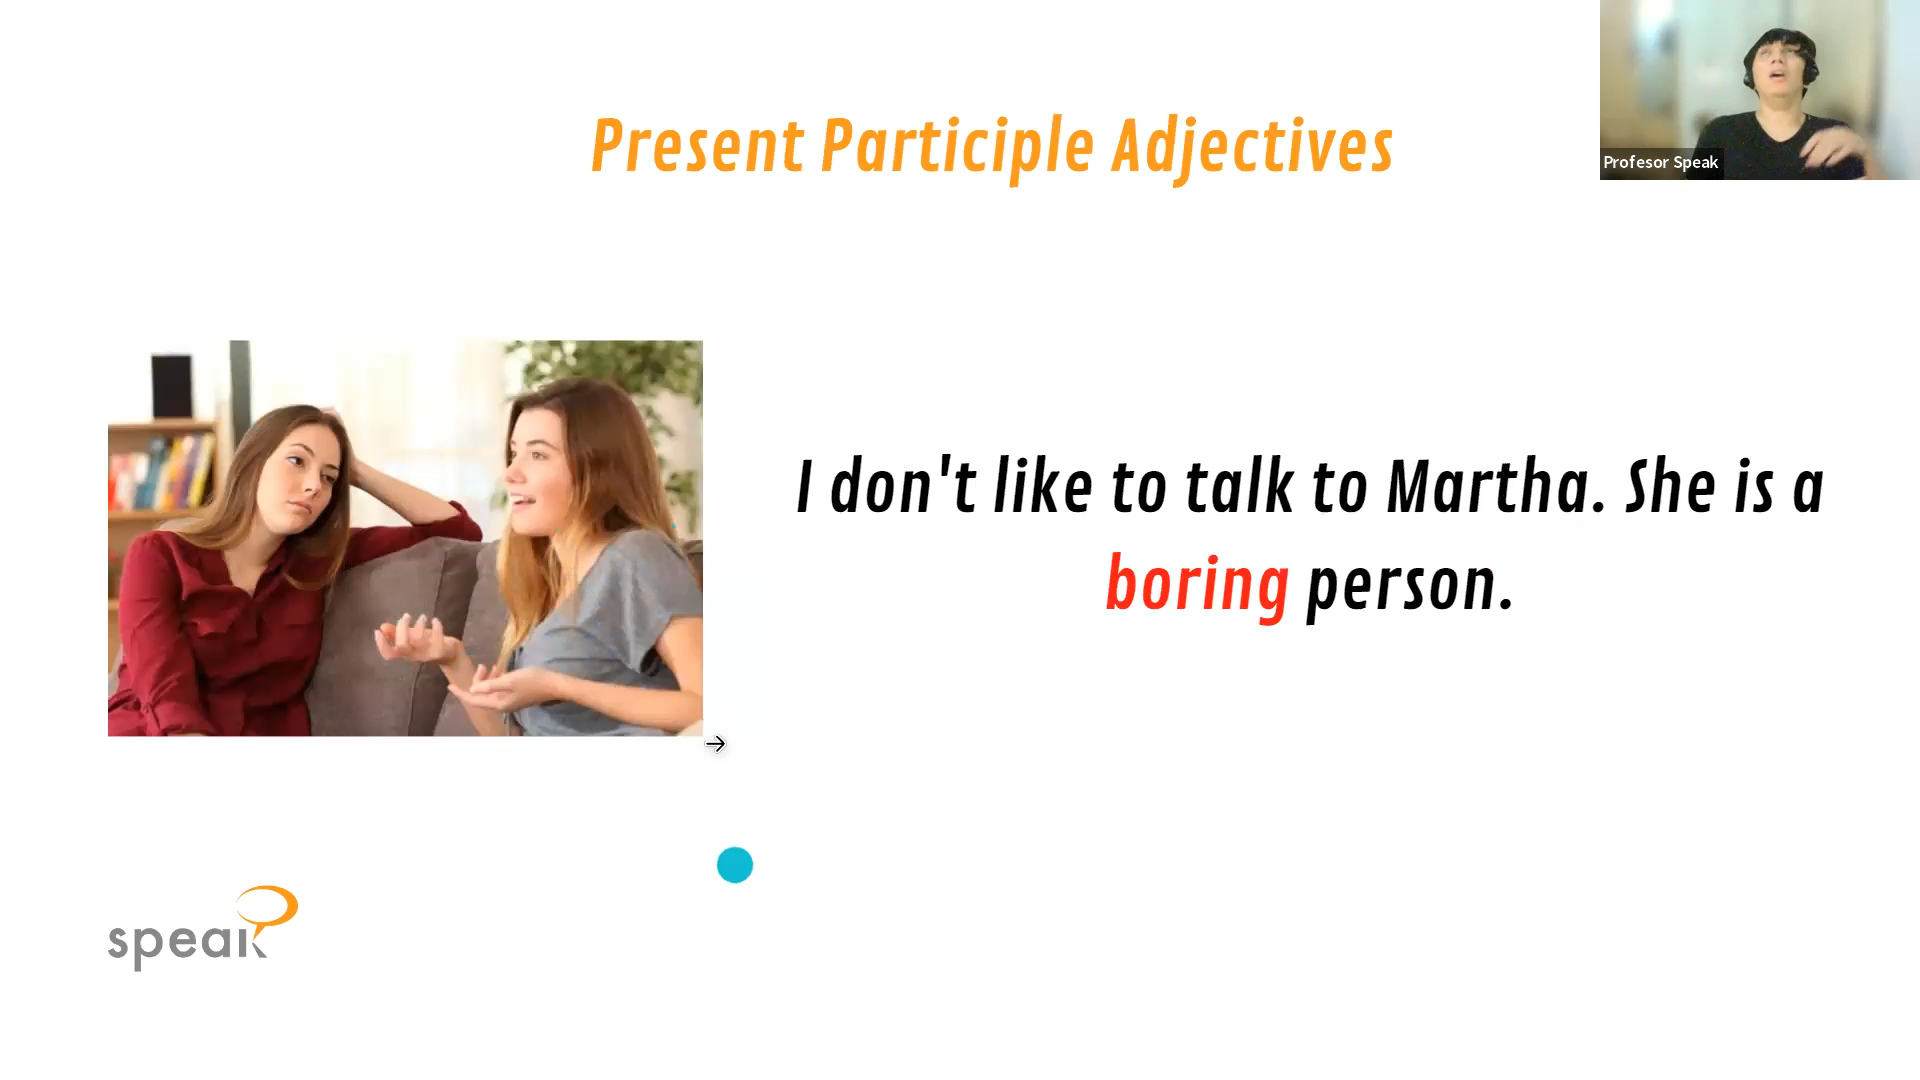 Present Participle Adjectives
Profesor Speak
I don't like to talk to Martha. She is a
boring person.
speak